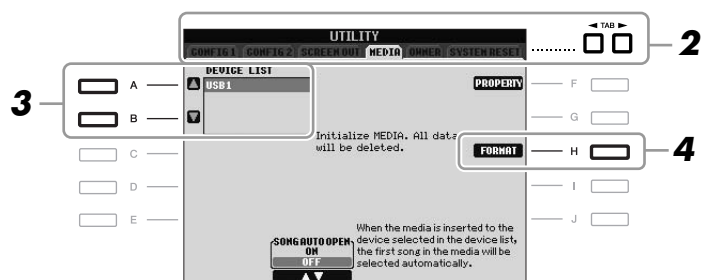 ◄ TAB ►
UTILITY
CONFIG 1 CONFIG 2 SCREEN OUT MEDIA OWNER SYSTEM RESET
2
DEVICE LIST
USB1
PROPERTY
3
A
B
C
D
E
F
G
H
I
J
4
Initialize MEDIA. All data
will be deleted.
FORMAT
SONG AUTO OPEN
ON
OFF
When the media is inserted to the
device selected in the device list,
the first song in the media will be
selected automatically.